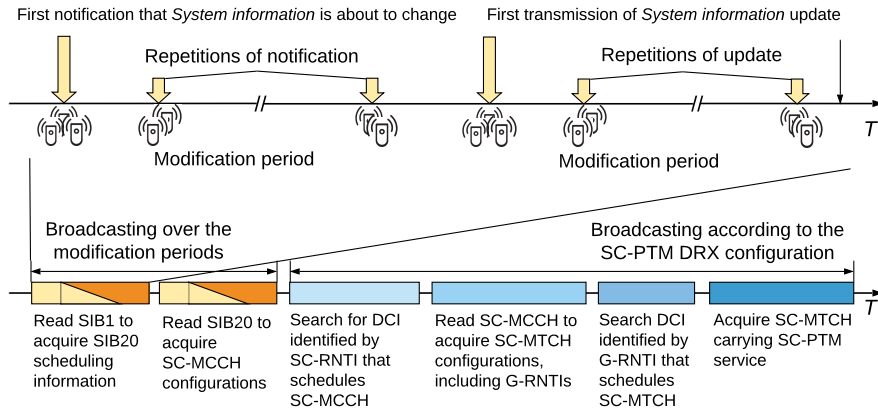 First notification that System information is about to change
First transmission of System information update
Repetitions of notification
Repetitions of update
T
Modification period
Modification period
Broadcasting over the
modification periods
Broadcasting according to the
SC-PTM DRX configuration
T
Read SIB1 to
acquire SIB20
scheduling
information
Read SIB20 to
acquire
SC-MCCH
configurations
Search for DCI
identified by
SC-RNTI that
schedules
SC-MCCH
Read SC-MCCH to
acquire SC-MTCH
configurations,
including G-RNTIs
Search DCI
identified by
G-RNTI that
schedules
SC-MTCH
Acquire SC-MTCH
carrying SC-PTM
service